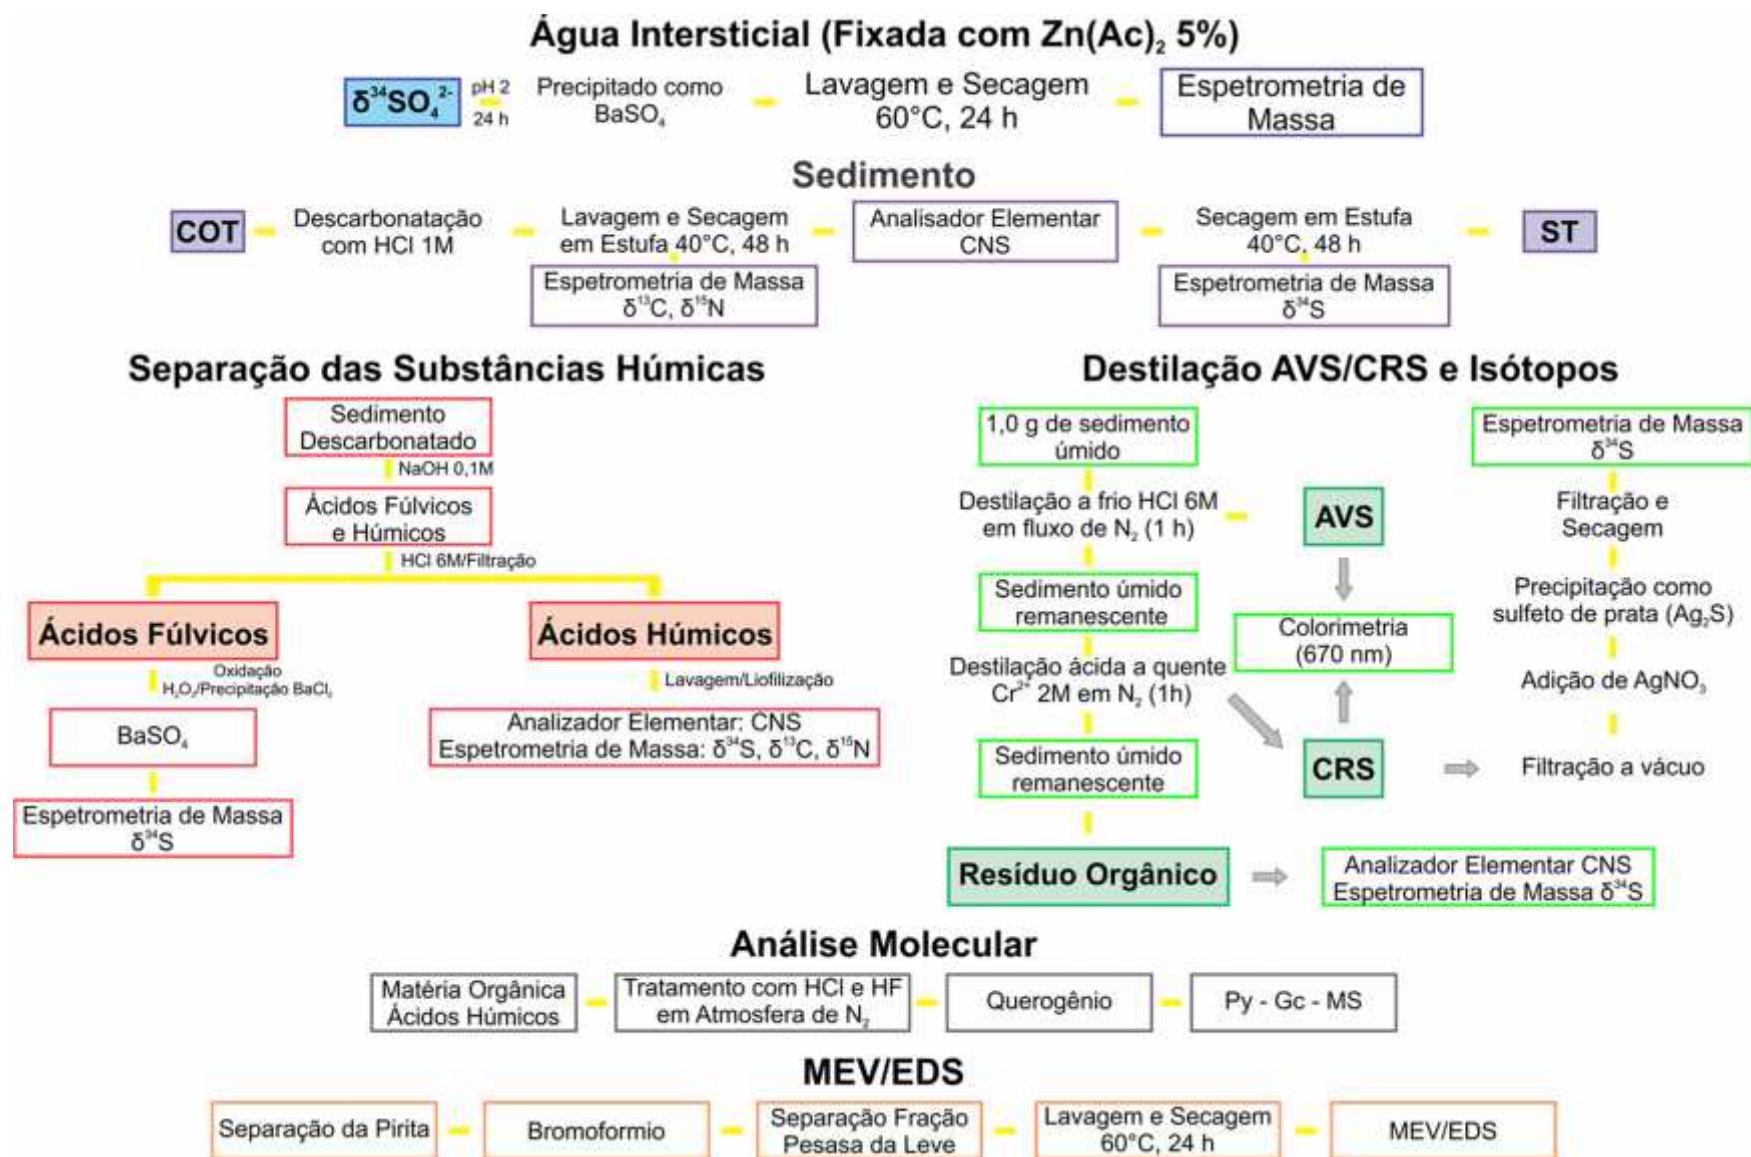 Água Intersticial (Fixada com Zn(Ac)₂ 5%)
δ³⁴SO₄²⁻
pH 2
24 h
Precipitado como
BaSO₄
Lavagem e Secagem
60°C, 24 h
Espetrometria de
Massa
Sedimento
COT
Descarbonatação
com HCl 1M
Lavagem e Secagem
em Estufa 40°C, 48 h
Espetrometria de Massa
δ¹³C, δ¹⁵N
Analisador Elementar
CNS
Secagem em Estufa
40°C, 48 h
Espetrometria de Massa
δ³⁴S
ST
Separação das Substâncias Húmicas
Sedimento
Descarbonatado
NaOH 0,1M
Ácidos Fúlvicos
e Húmicos
HCl 6M/Filtração
Ácidos Fúlvicos
Oxidação
H₂O₂/Precipitação BaCl₂
BaSO₄
Espetrometria de Massa
δ³⁴S
Ácidos Húmicos
Lavagem/Liofilização
Analizador Elementar: CNS
Espetrometria de Massa: δ³⁴S, δ¹³C, δ¹⁵N
Destilação AVS/CRS e Isótopos
1,0 g de sedimento
úmido
Destilação a frio HCl 6M
em fluxo de N₂ (1 h)
AVS
Sedimento úmido
remanescente
Colorimetria
(670 nm)
Destilação ácida a quente
Cr²⁺ 2M em N₂ (1h)
CRS
Sedimento úmido
remanescente
Resíduo Orgânico
Analizador Elementar CNS
Espetrometria de Massa δ³⁴S
Espetrometria de Massa
δ³⁴S
Filtração e
Secagem
Precipitação como
sulfeto de prata (Ag₂S)
Adição de AgNO₃
Filtração a vácuo
Análise Molecular
Matéria Orgânica
Ácidos Húmicos
Tratamento com HCl e HF
em Atmosfera de N₂
Querogênio
Py - Gc - MS
MEV/EDS
Separação da Pirita
Bromoformio
Separação Fração
Pesasa da Leve
Lavagem e Secagem
60°C, 24 h
MEV/EDS